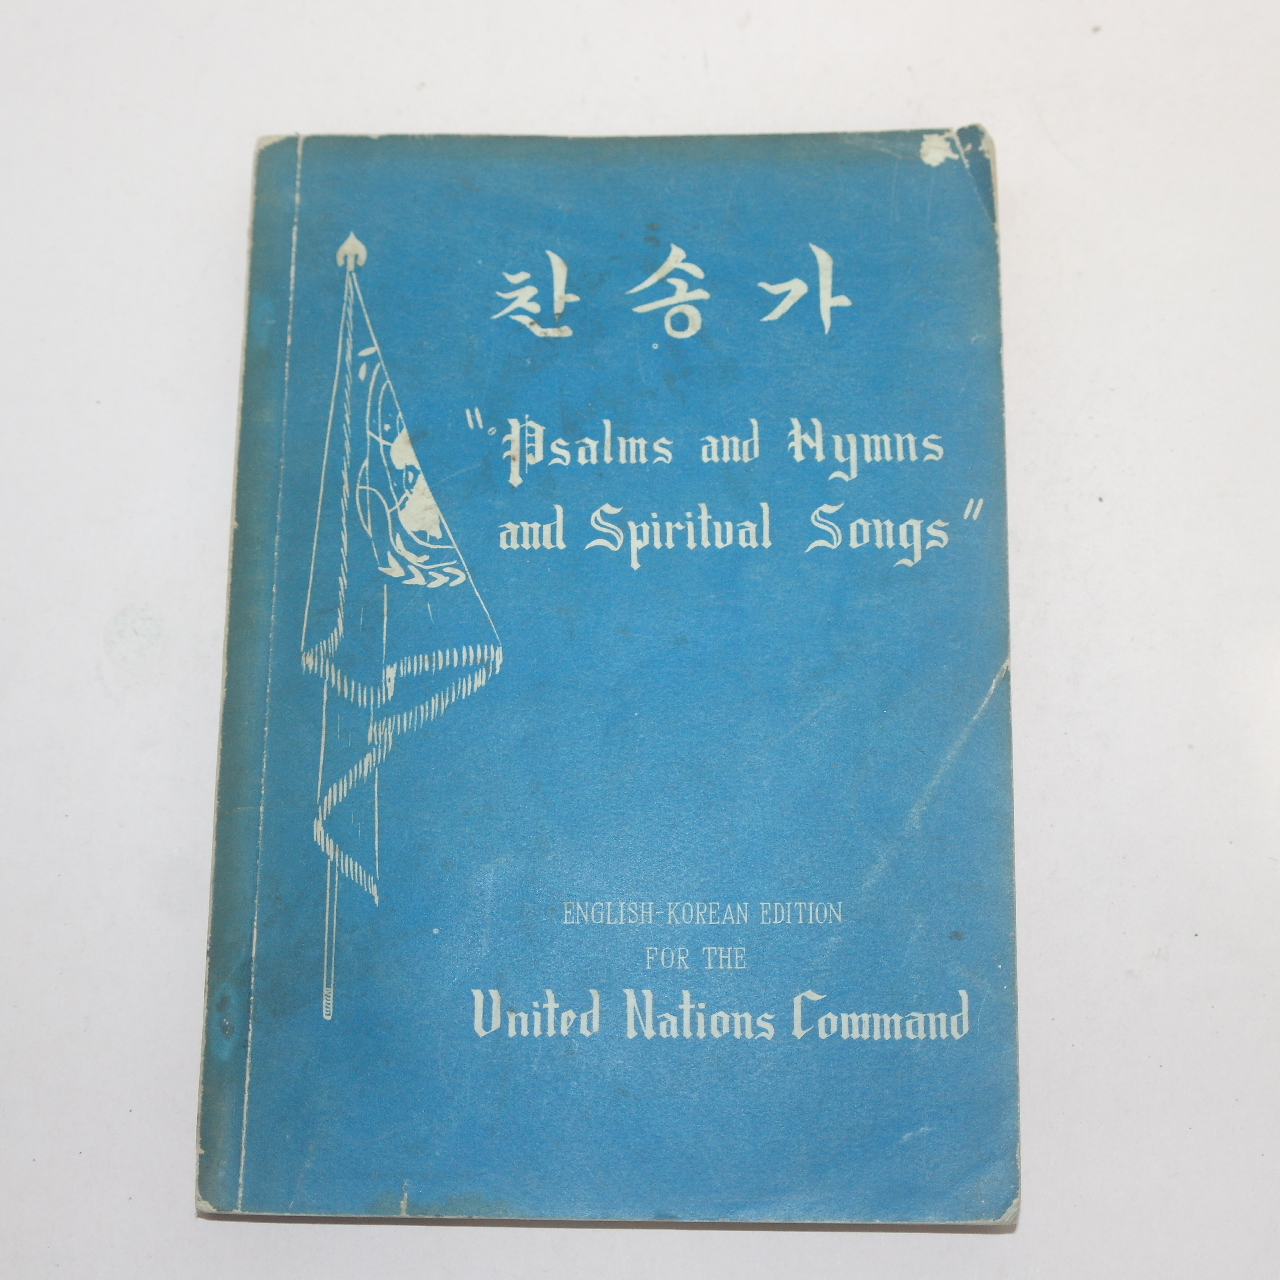 찬송가
"Psalms and Hymns
and Spiritual Songs"
ENGLISH-KOREAN EDITION
FOR THE
United Nations Command